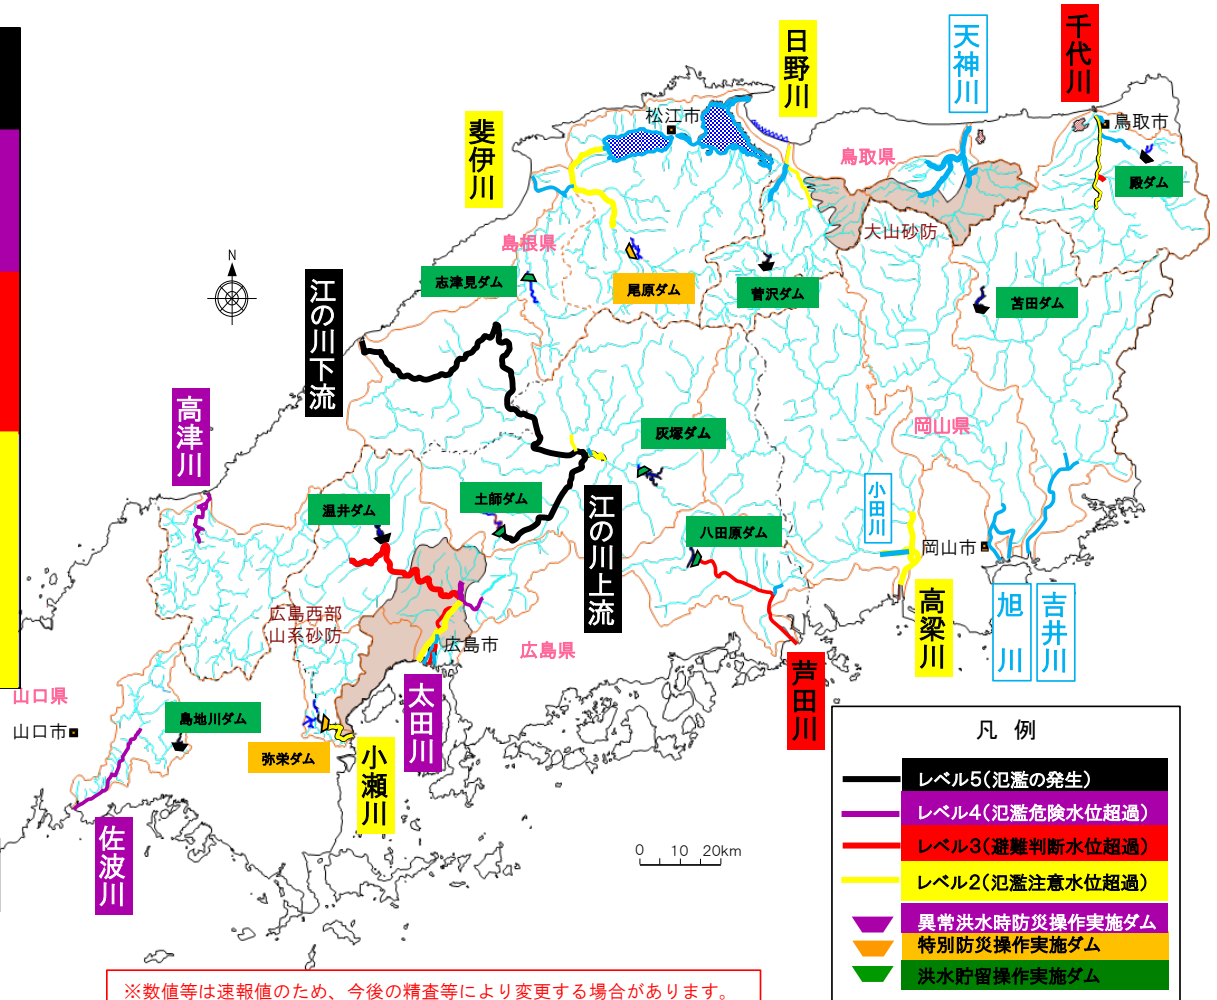 千代川
日野川
天神川
斐伊川
松江市
鳥取市
鳥取県
殿ダム
大山砂防
島根県
N
志津見ダム
尾原ダム
菅沢ダム
苫田ダム
江の川下流
高津川
灰塚ダム
岡山県
温井ダム
土師ダム
小田川
江の川上流
八田原ダム
岡山市
高梁川
旭川
吉井川
広島西部
山系砂防
広島市
広島県
芦田川
太田川
山口県
山口市
島地川ダム
弥栄ダム
小瀬川
佐波川
0 10 20km
凡 例
レベル5(氾濫の発生)
レベル4(氾濫危険水位超過)
レベル3(避難判断水位超過)
レベル2(氾濫注意水位超過)
異常洪水時防災操作実施ダム
特別防災操作実施ダム
洪水貯留操作実施ダム
※数値等は速報値のため、今後の精査等により変更する場合があります。